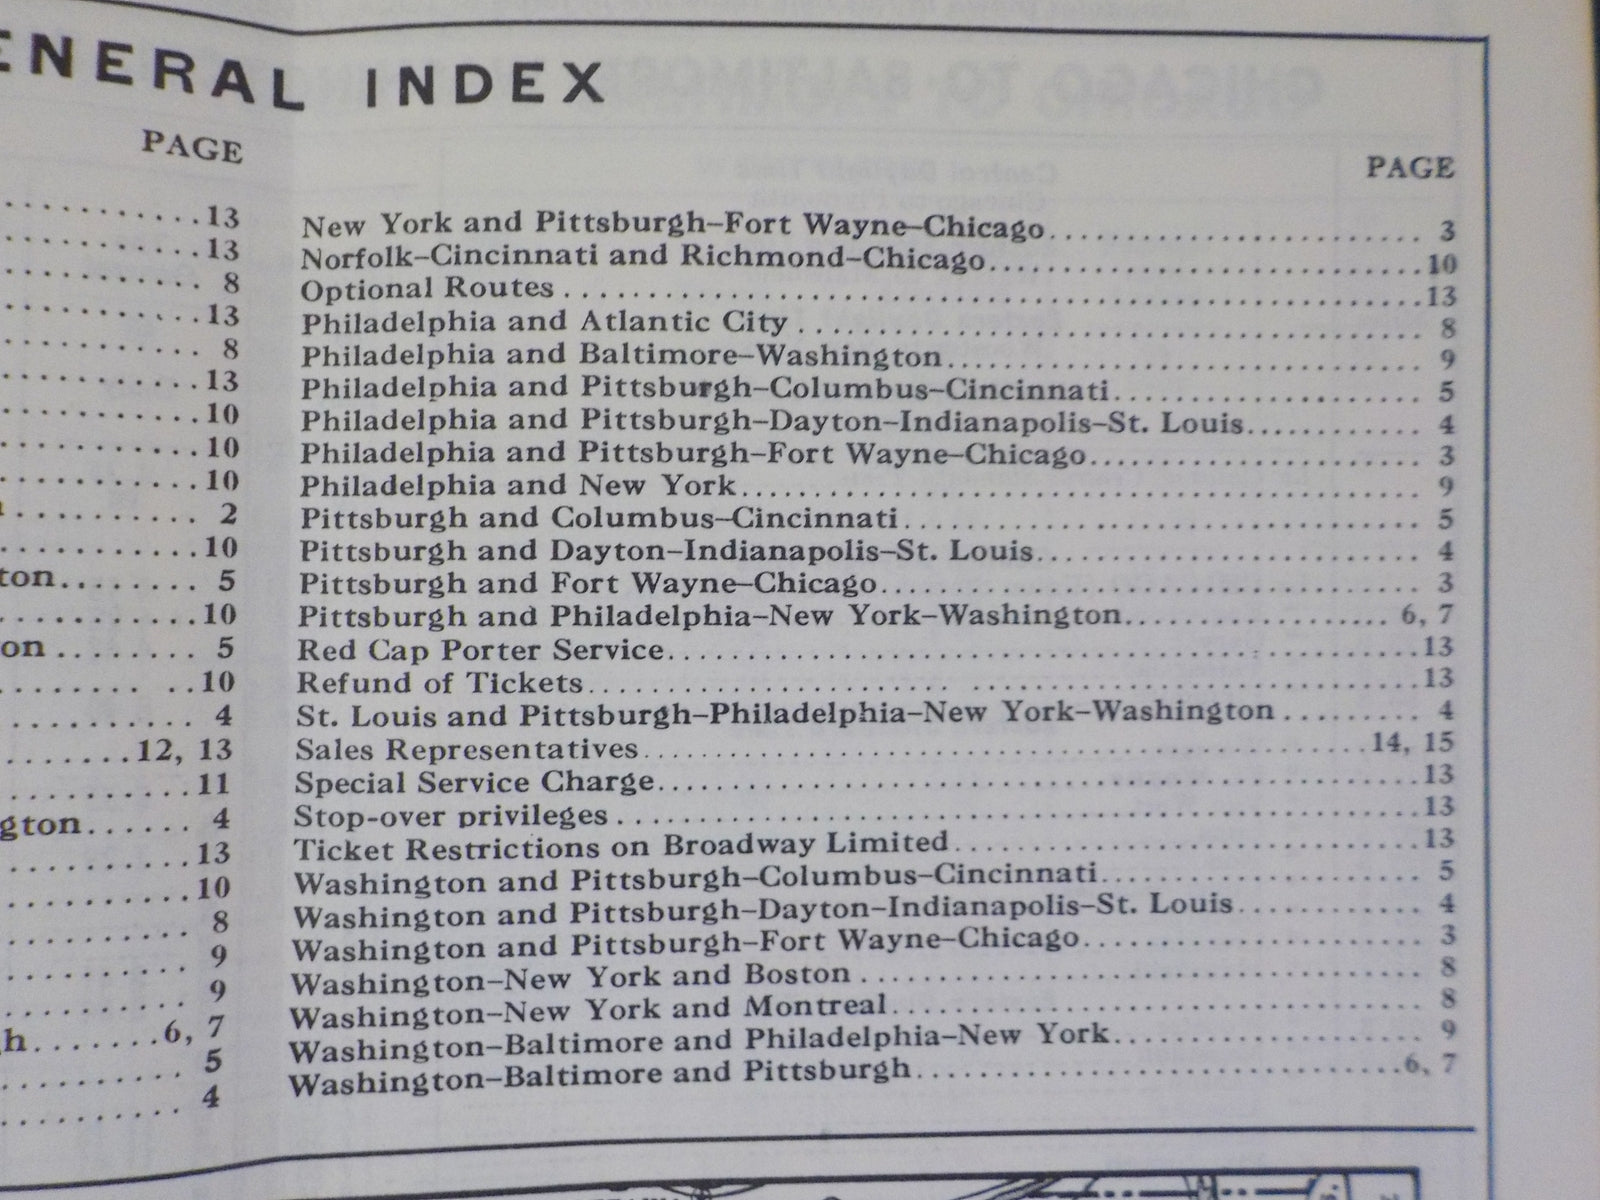 ENERAL INDEX
PAGE
...........13
...........13
........... 8
...........13
........... 8
...........13
...........10
...........10
...........10
........... 2
...........10
ton........ 5
...........10
on ........ 5
........ ..10
........... 4
.......12, 13
...........11
gton...... 4
...........13
...........10
........... 8
........... 9
........... 9
h.......6, 7
........... 5
........... 4
PAGE
New York and Pittsburgh–Fort Wayne–Chicago........................ 3
Norfolk–Cincinnati and Richmond–Chicago...........................10
Optional Routes ..................................................13
Philadelphia and Atlantic City ................................... 8
Philadelphia and Baltimore–Washington............................. 9
Philadelphia and Pittsburgh–Columbus–Cincinnati................... 5
Philadelphia and Pittsburgh–Dayton–Indianapolis–St. Louis........... 4
Philadelphia and Pittsburgh–Fort Wayne–Chicago.................... 3
Philadelphia and New York......................................... 9
Pittsburgh and Columbus–Cincinnati................................ 5
Pittsburgh and Dayton–Indianapolis–St. Louis...................... 4
Pittsburgh and Fort Wayne–Chicago................................. 3
Pittsburgh and Philadelphia–New York–Washington................ 6, 7
Red Cap Porter Service............................................13
Refund of Tickets.................................................13
St. Louis and Pittsburgh–Philadelphia–New York–Washington ......... 4
Sales Representatives.........................................14, 15
Special Service Charge............................................13
Stop-over privileges .............................................13
Ticket Restrictions on Broadway Limited...........................13
Washington and Pittsburgh–Columbus–Cincinnati..................... 5
Washington and Pittsburgh–Dayton–Indianapolis–St. Louis............ 4
Washington and Pittsburgh–Fort Wayne–Chicago...................... 3
Washington–New York and Boston ................................... 8
Washington–New York and Montreal.................................. 8
Washington–Baltimore and Philadelphia–New York.................... 9
Washington–Baltimore and Pittsburgh..............................6, 7